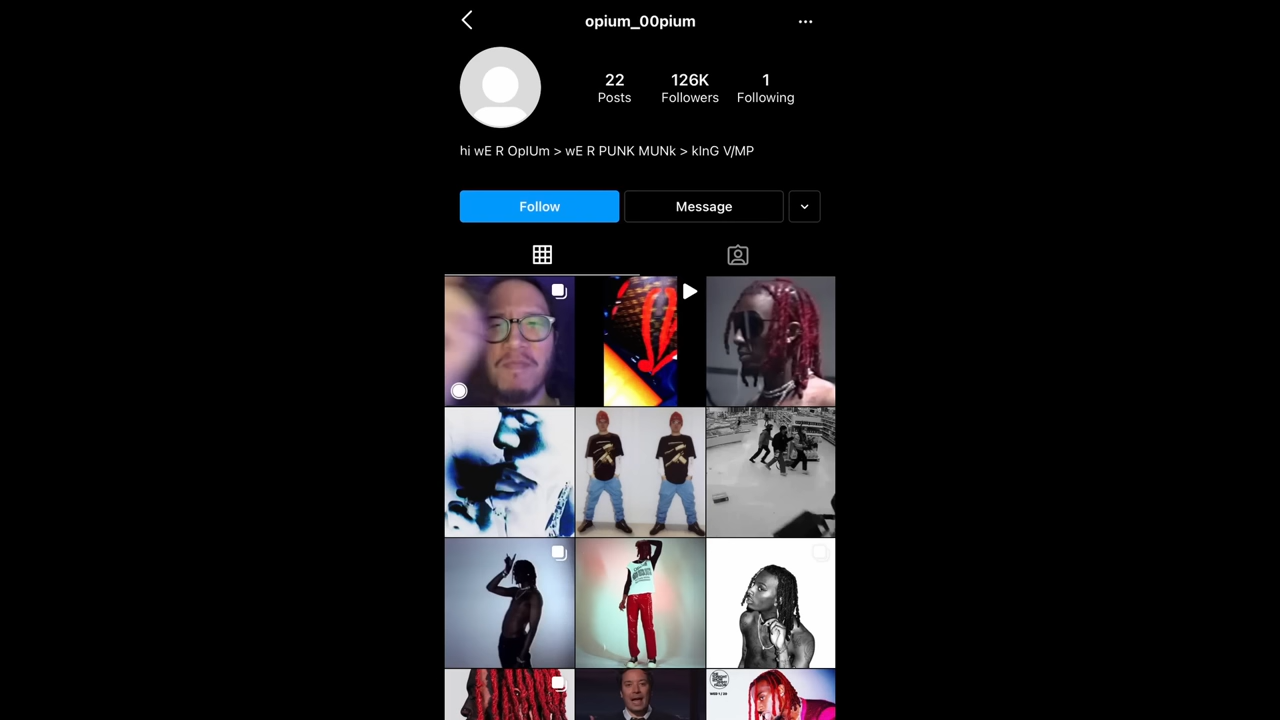 opium_00pium
22
126K
1
Posts
Followers
Following
hi wE R OpIUm > wE R PUNK MUNk > kInG V/MP
Follow
Message